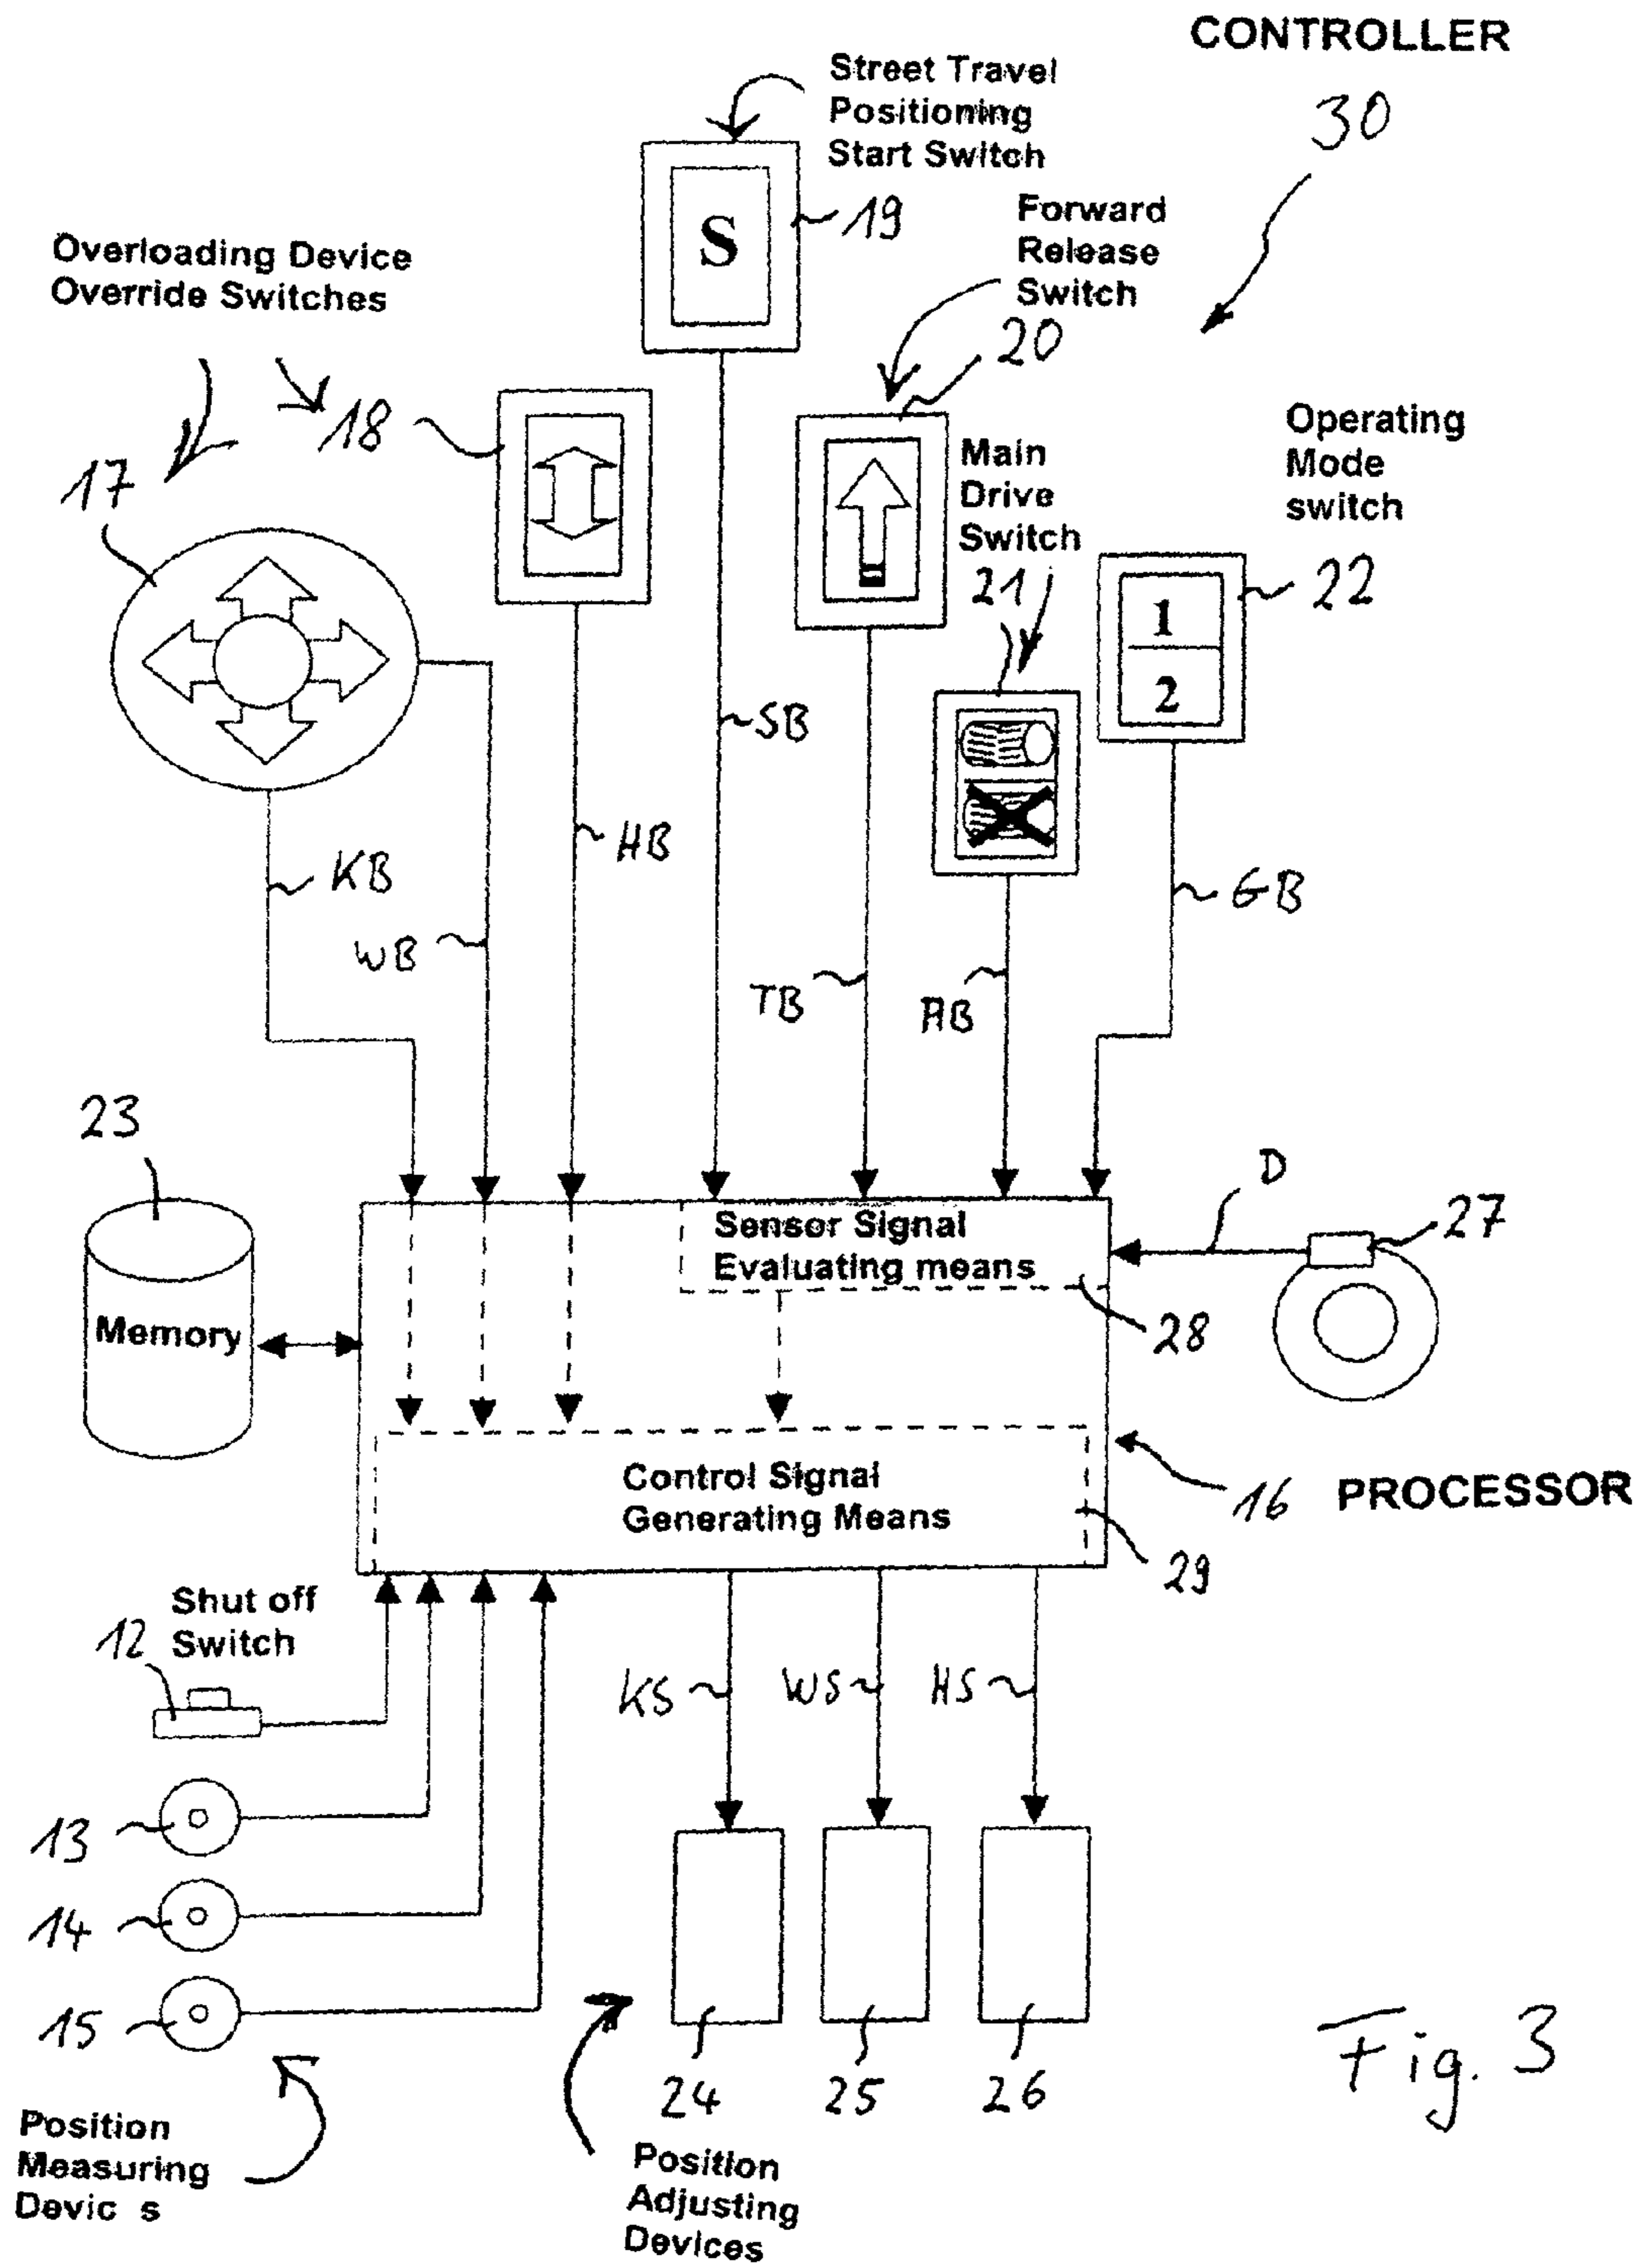 CONTROLLER
30
Street Travel
Positioning
Start Switch
19
S
Forward
Release
Switch
20
Overloading Device
Override Switches
18
17
Main
Drive
Switch
21
Operating
Mode
switch
22
1
2
SB
HB
KB
WB
TB
AB
GB
23
Memory
Sensor Signal
Evaluating means
28
D
27
Control Signal
Generating Means
29
16 PROCESSOR
Shut off
12 Switch
13
14
15
KS
WS
HS
24
25
26
Position
Measuring
Devic s
Position
Adjusting
Devices
Fig. 3